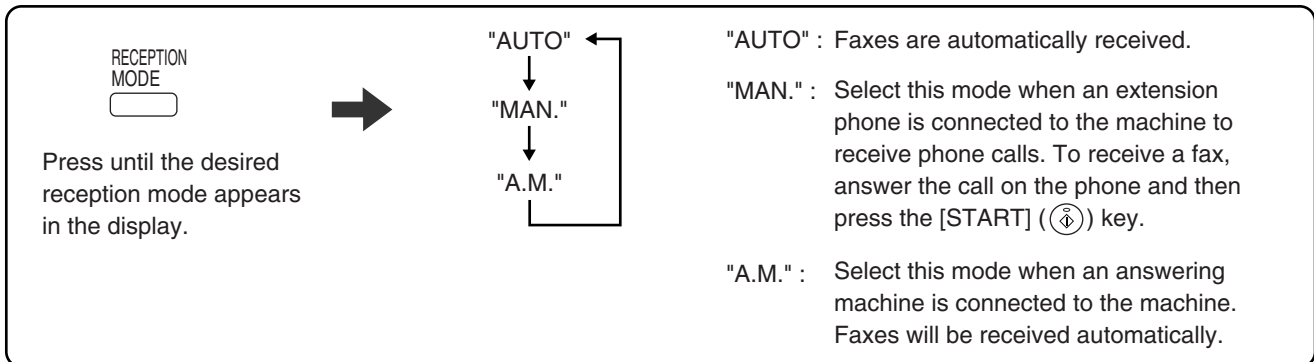 RECEPTION
MODE
Press until the desired
reception mode appears
in the display.
"AUTO"
"MAN."
"A.M."
"AUTO" : Faxes are automatically received.
"MAN." : Select this mode when an extension
phone is connected to the machine to
receive phone calls. To receive a fax,
answer the call on the phone and then
press the [START] ( ) key.
"A.M." : Select this mode when an answering
machine is connected to the machine.
Faxes will be received automatically.